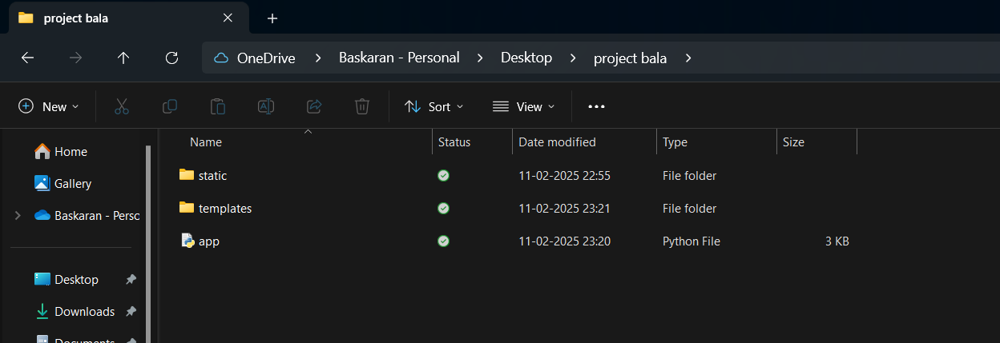 project bala
OneDrive > Baskaran - Personal > Desktop > project bala >
New Sort View
Name Status Date modified Type Size
Home
Gallery
Baskaran - Persc
Desktop
Downloads
Documents
static 11-02-2025 22:55 File folder
templates 11-02-2025 23:21 File folder
app 11-02-2025 23:20 Python File 3 KB